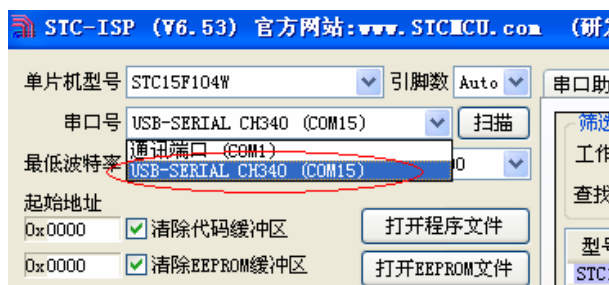 STC-ISP (V6.53) 官方网站:www.STCMCU.com (研
单片机型号 STC15F104W 引脚数 Auto 串口助
串口号 USB-SERIAL CH340 (COM15) 扫描 筛选
通讯端口 (COM1)
最低波特率 USB-SERIAL CH340 (COM15) 0 工作
起始地址 查找
0x0000 清除代码缓冲区 打开程序文件 型号
0x0000 清除EEPROM缓冲区 打开EEPROM文件 STC